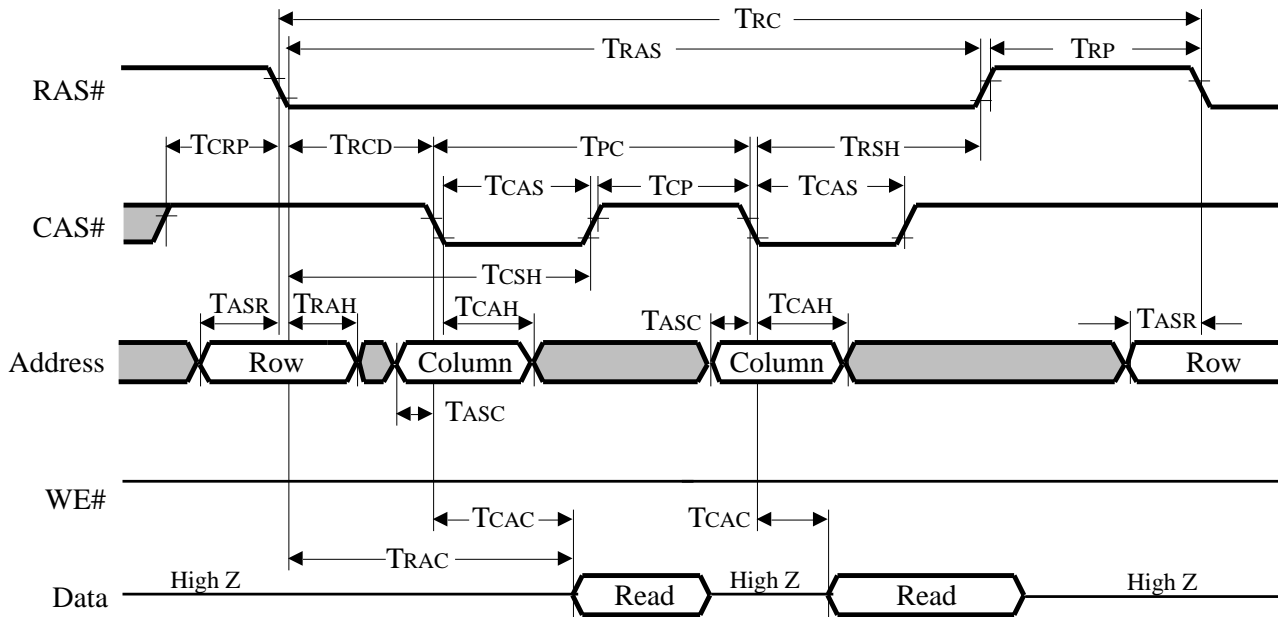 TRC
TRAS TRP
RAS#
TCRP TRCD TPC TRSH
TCAS TCP TCAS
CAS#
TCSH
TASR TRAH TCAH TASC TCAH TASR
Address Row Column Column Row
TASC
WE#
TCAC TCAC
TRAC
High Z High Z High Z
Data Read Read